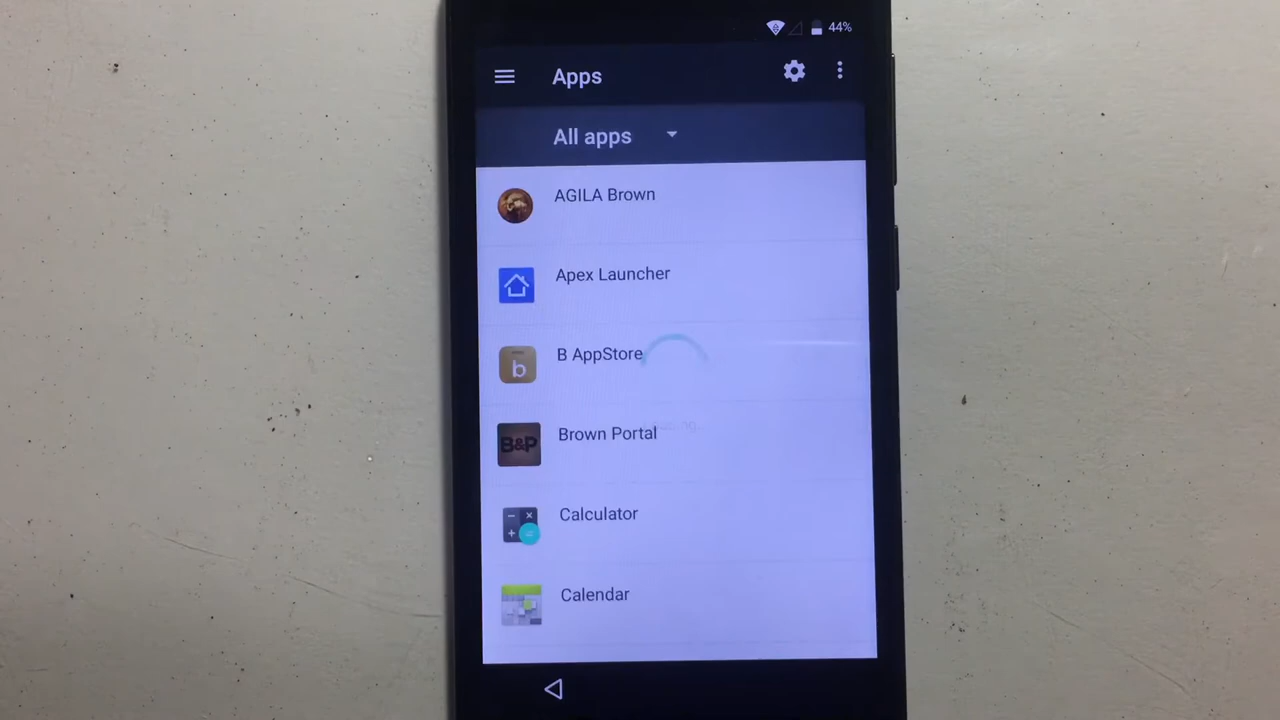 44%
Apps
All apps
AGILA Brown
Apex Launcher
B AppStore
b
Brown Portal
B&P
Calculator
Calendar